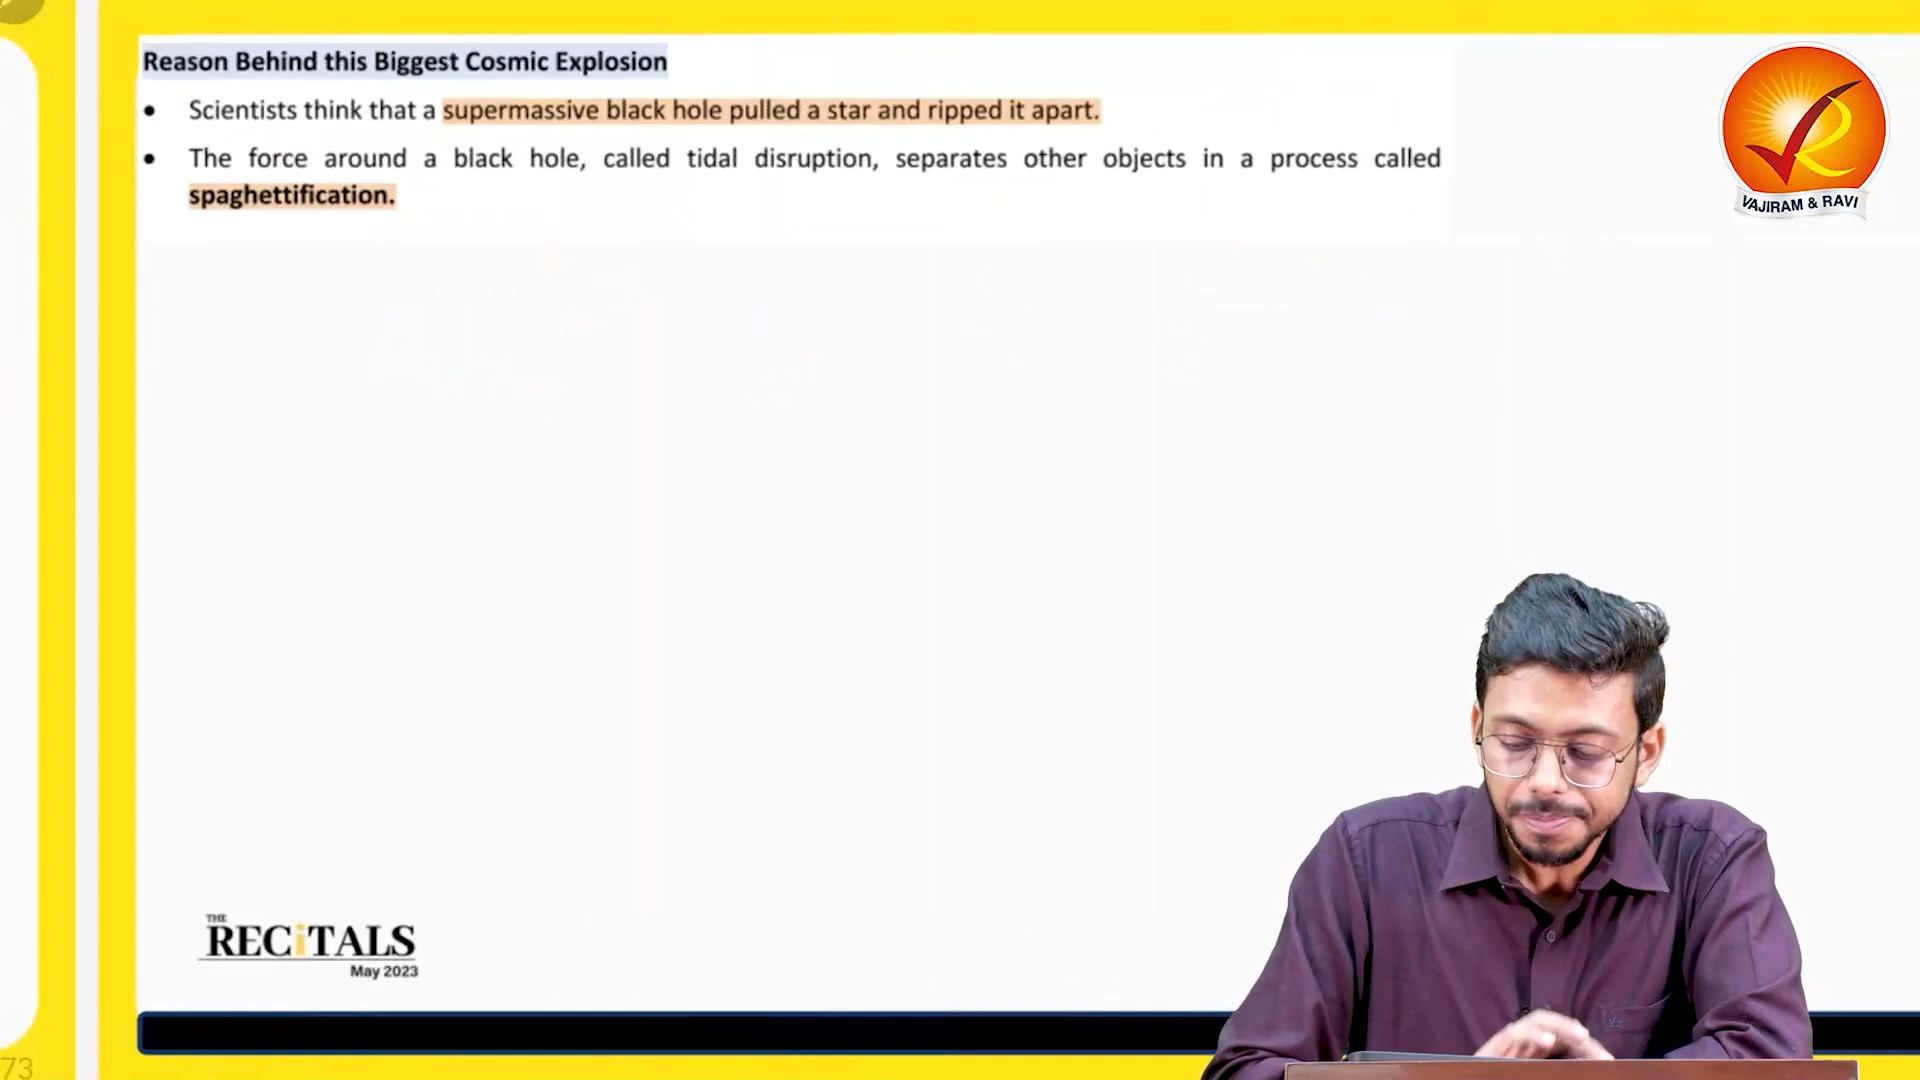 Reason Behind this Biggest Cosmic Explosion
• Scientists think that a supermassive black hole pulled a star and ripped it apart.
• The force around a black hole, called tidal disruption, separates other objects in a process called
spaghettification.
VAJIRAM & RAVI
THE
RECiTALS
May 2023
73